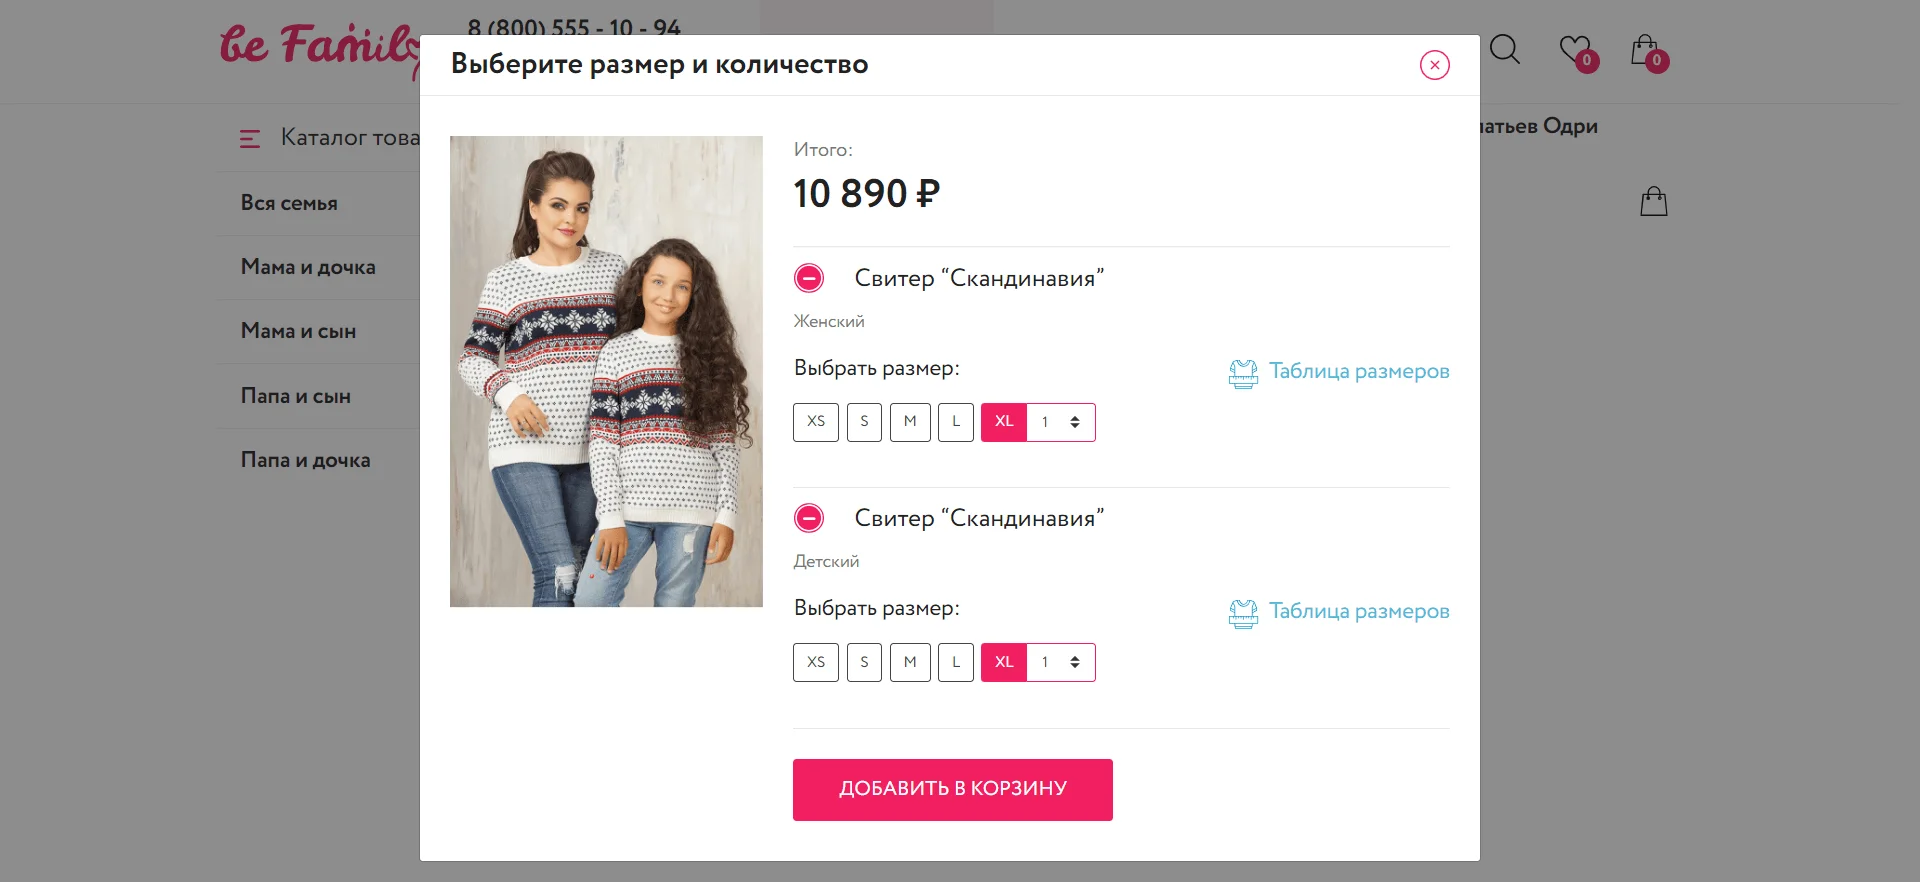 be Family
8 (800) 555 - 10 - 94
0
0
Выберите размер и количество
Каталог това
Вся семья
Мама и дочка
Мама и сын
Папа и сын
Папа и дочка
Одри
Итого:
10 890 ₽
Свитер “Скандинавия”
Женский
Выбрать размер:
Таблица размеров
XS S M L XL 1
Свитер “Скандинавия”
Детский
Выбрать размер:
Таблица размеров
XS S M L XL 1
ДОБАВИТЬ В КОРЗИНУ